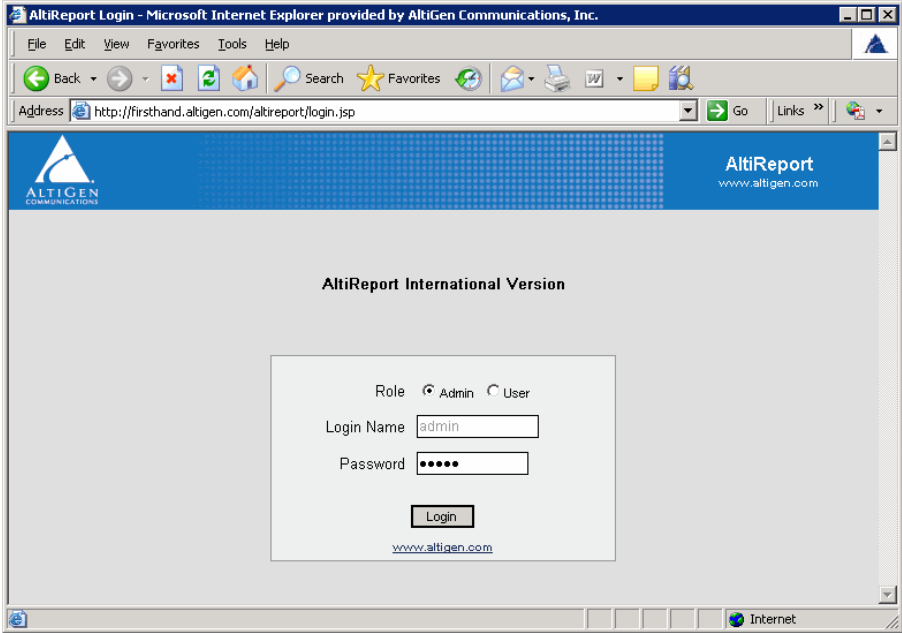 AltiReport Login - Microsoft Internet Explorer provided by AltiGen Communications, Inc.
File Edit View Favorites Tools Help
Back Search Favorites W
Address http://firsthand.altigen.com/altireport/login.jsp Go Links »
ALTIGEN
COMMUNICATIONS
AltiReport
www.altigen.com
AltiReport International Version
Role Admin User
Login Name admin
Password •••••
Login
www.altigen.com
Internet